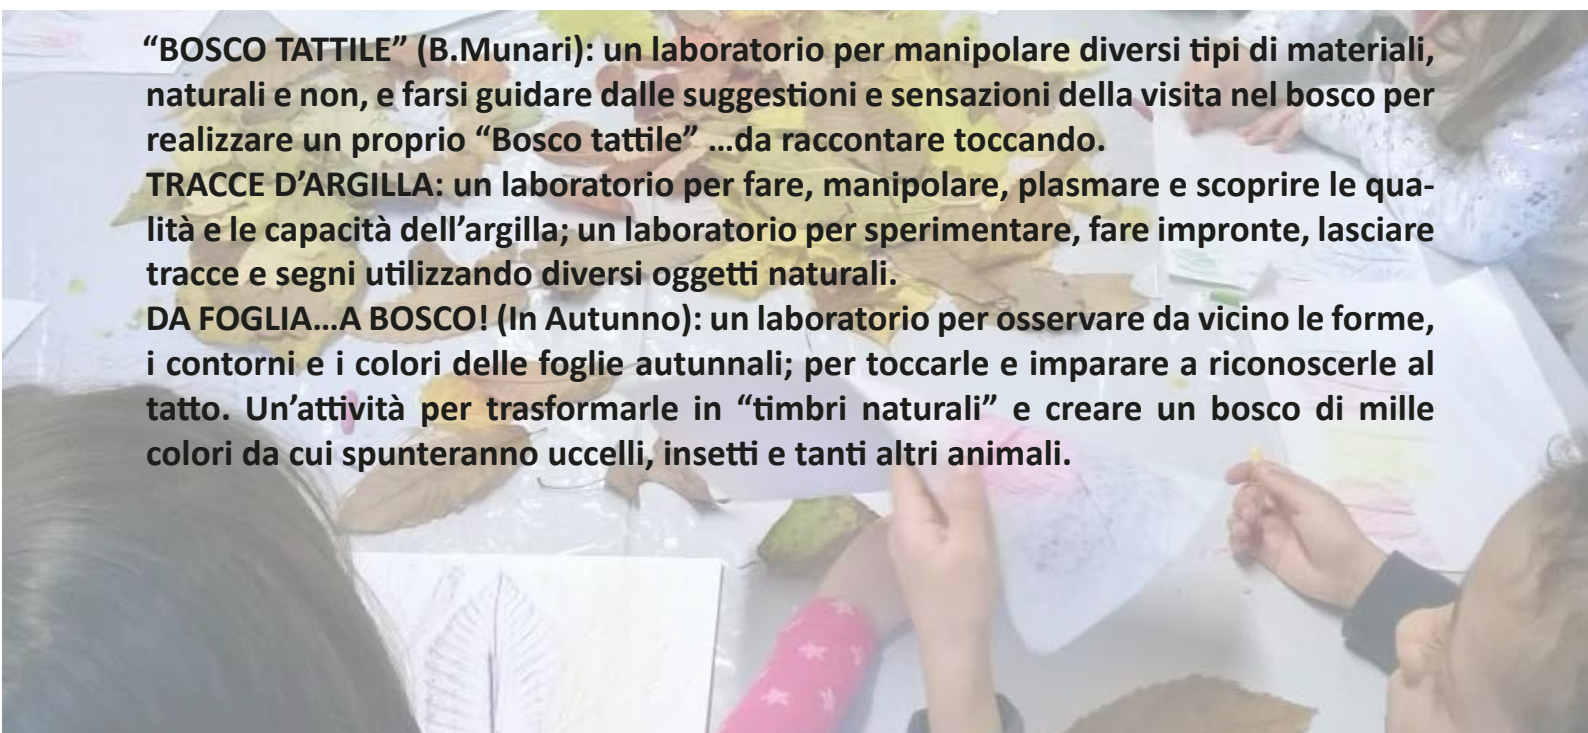 “BOSCO TATTILE” (B.Munari): un laboratorio per manipolare diversi tipi di materiali,
naturali e non, e farsi guidare dalle suggestioni e sensazioni della visita nel bosco per
realizzare un proprio “Bosco tattile” ...da raccontare toccando.
TRACCE D’ARGILLA: un laboratorio per fare, manipolare, plasmare e scoprire le qua-
lità e le capacità dell’argilla; un laboratorio per sperimentare, fare impronte, lasciare
tracce e segni utilizzando diversi oggetti naturali.
DA FOGLIA...A BOSCO! (In Autunno): un laboratorio per osservare da vicino le forme,
i contorni e i colori delle foglie autunnali; per toccarle e imparare a riconoscerle al
tatto. Un’attività per trasformarle in “timbri naturali” e creare un bosco di mille
colori da cui spunteranno uccelli, insetti e tanti altri animali.